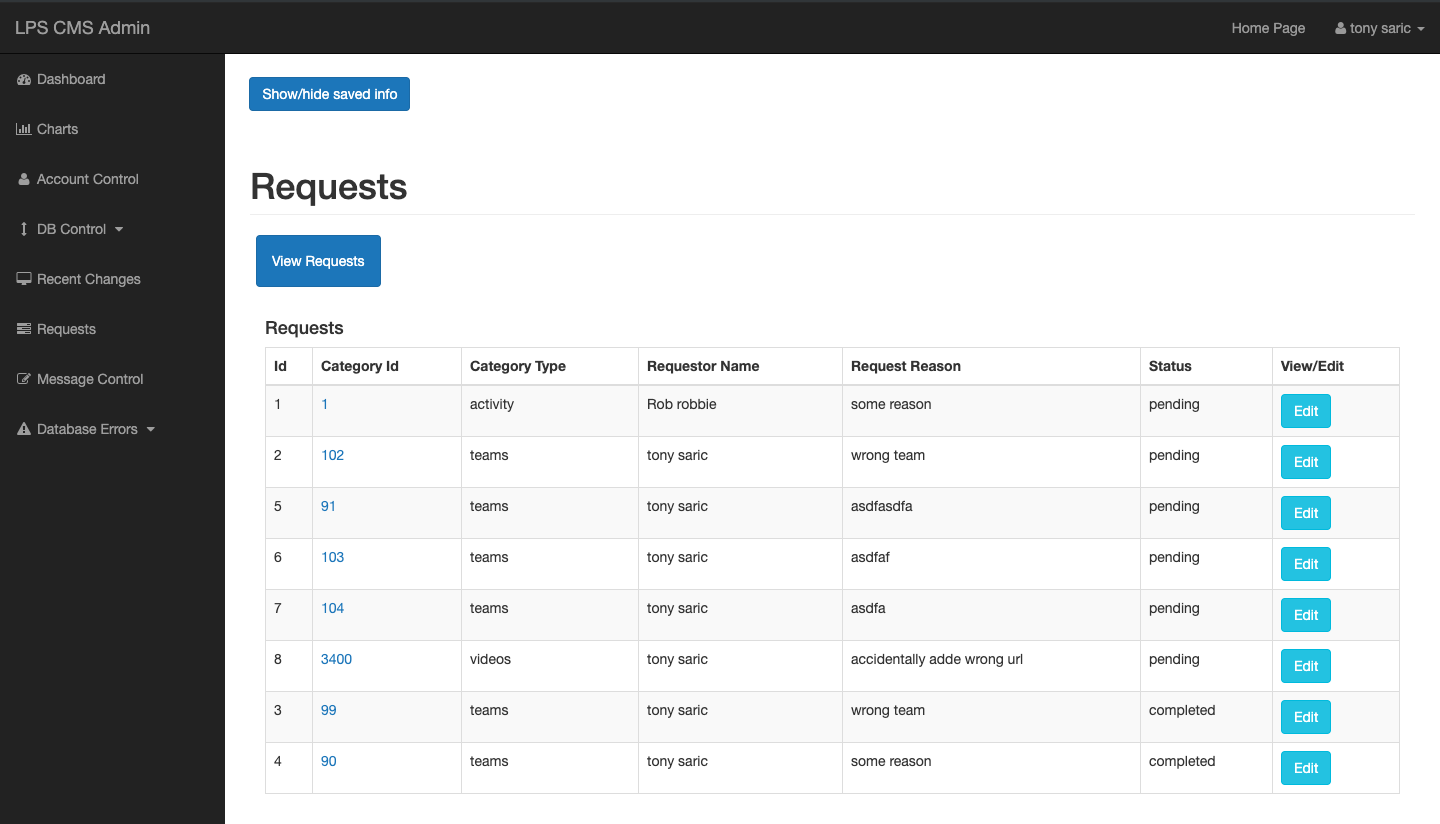 LPS CMS Admin
Home Page
tony saric
Dashboard
Charts
Account Control
DB Control
Recent Changes
Requests
Message Control
Database Errors
Show/hide saved info
Requests
View Requests
Requests
Id Category Id Category Type Requestor Name Request Reason Status View/Edit
1 1 activity Rob robbie some reason pending Edit
2 102 teams tony saric wrong team pending Edit
5 91 teams tony saric asdfasdfa pending Edit
6 103 teams tony saric asdfaf pending Edit
7 104 teams tony saric asdfa pending Edit
8 3400 videos tony saric accidentally adde wrong url pending Edit
3 99 teams tony saric wrong team completed Edit
4 90 teams tony saric some reason completed Edit